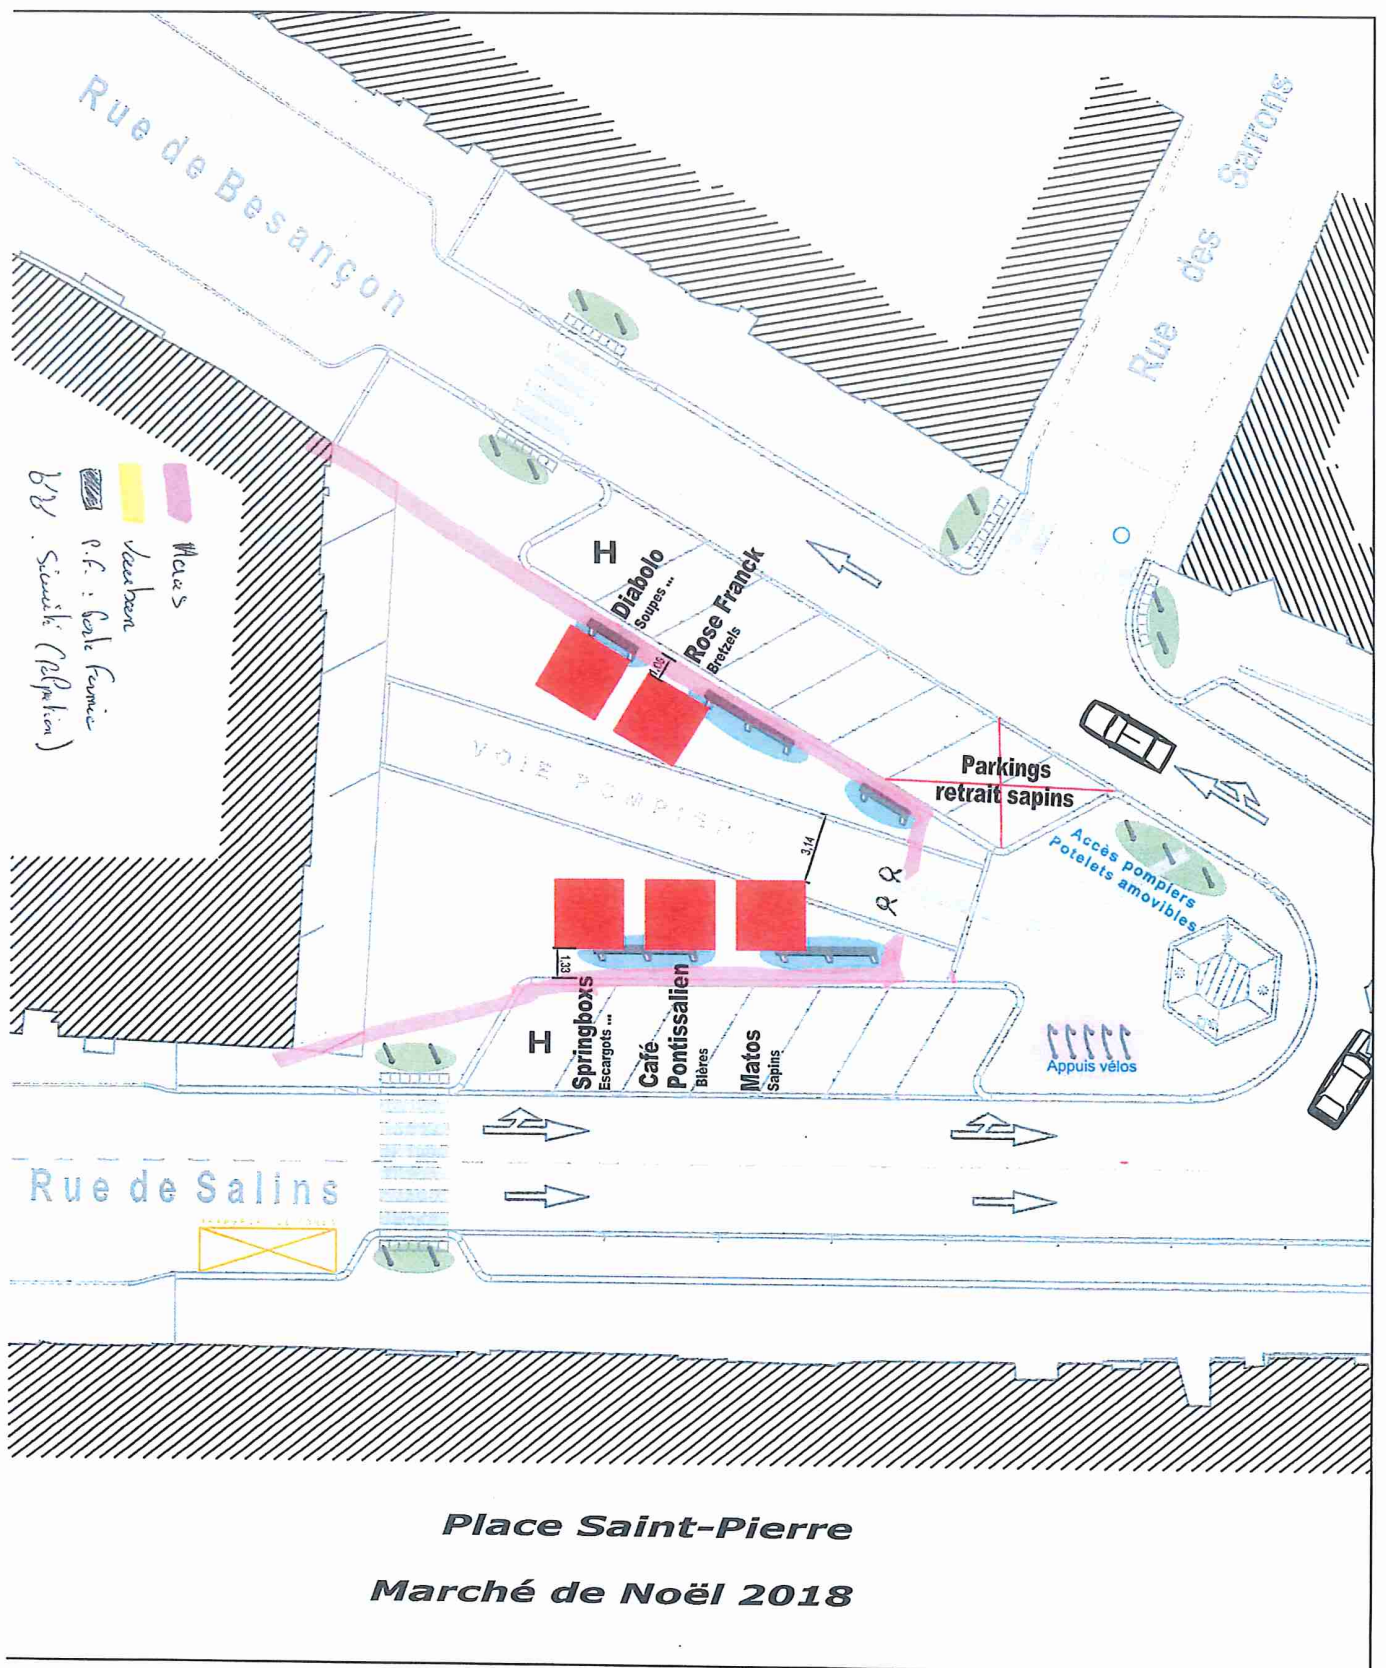 Rue de Besançon
Rue des Sarrons
H
Diabolo
Soupes ...
Rose Franck
Bretzels
1.06
VOIE POMPIERS
Parkings
retrait sapins
Accès pompiers
Potelets amovibles
3,14
1.33
H
Springboxs
Escargots ...
Café
Pontissalien
Bières
Matos
Sapins
Appuis vélos
Rue de Salins
Vauban
P.F. :
Place Saint-Pierre
Marché de Noël 2018